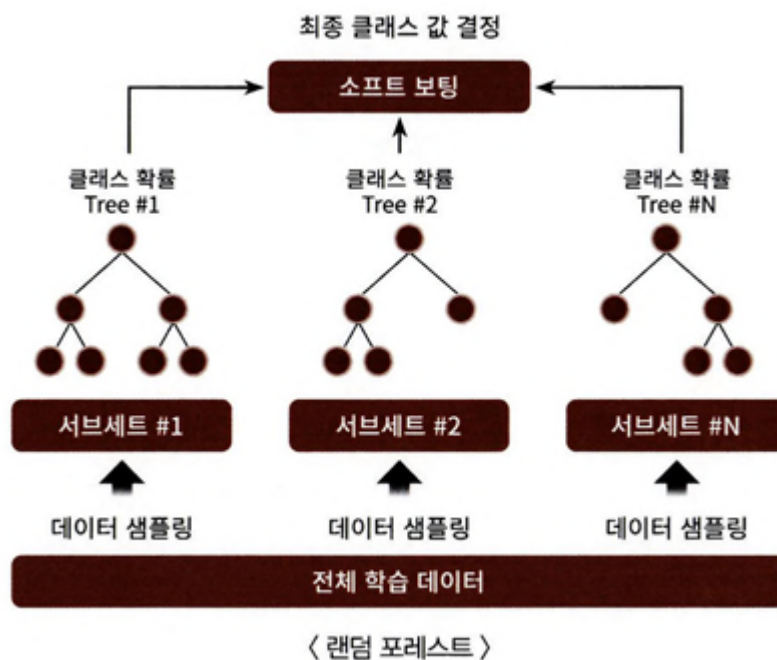 최종 클래스 값 결정
소프트 보팅
클래스 확률
Tree #1
클래스 확률
Tree #2
클래스 확률
Tree #N
서브세트 #1
서브세트 #2
서브세트 #N
데이터 샘플링
데이터 샘플링
데이터 샘플링
전체 학습 데이터
〈 랜덤 포레스트 〉